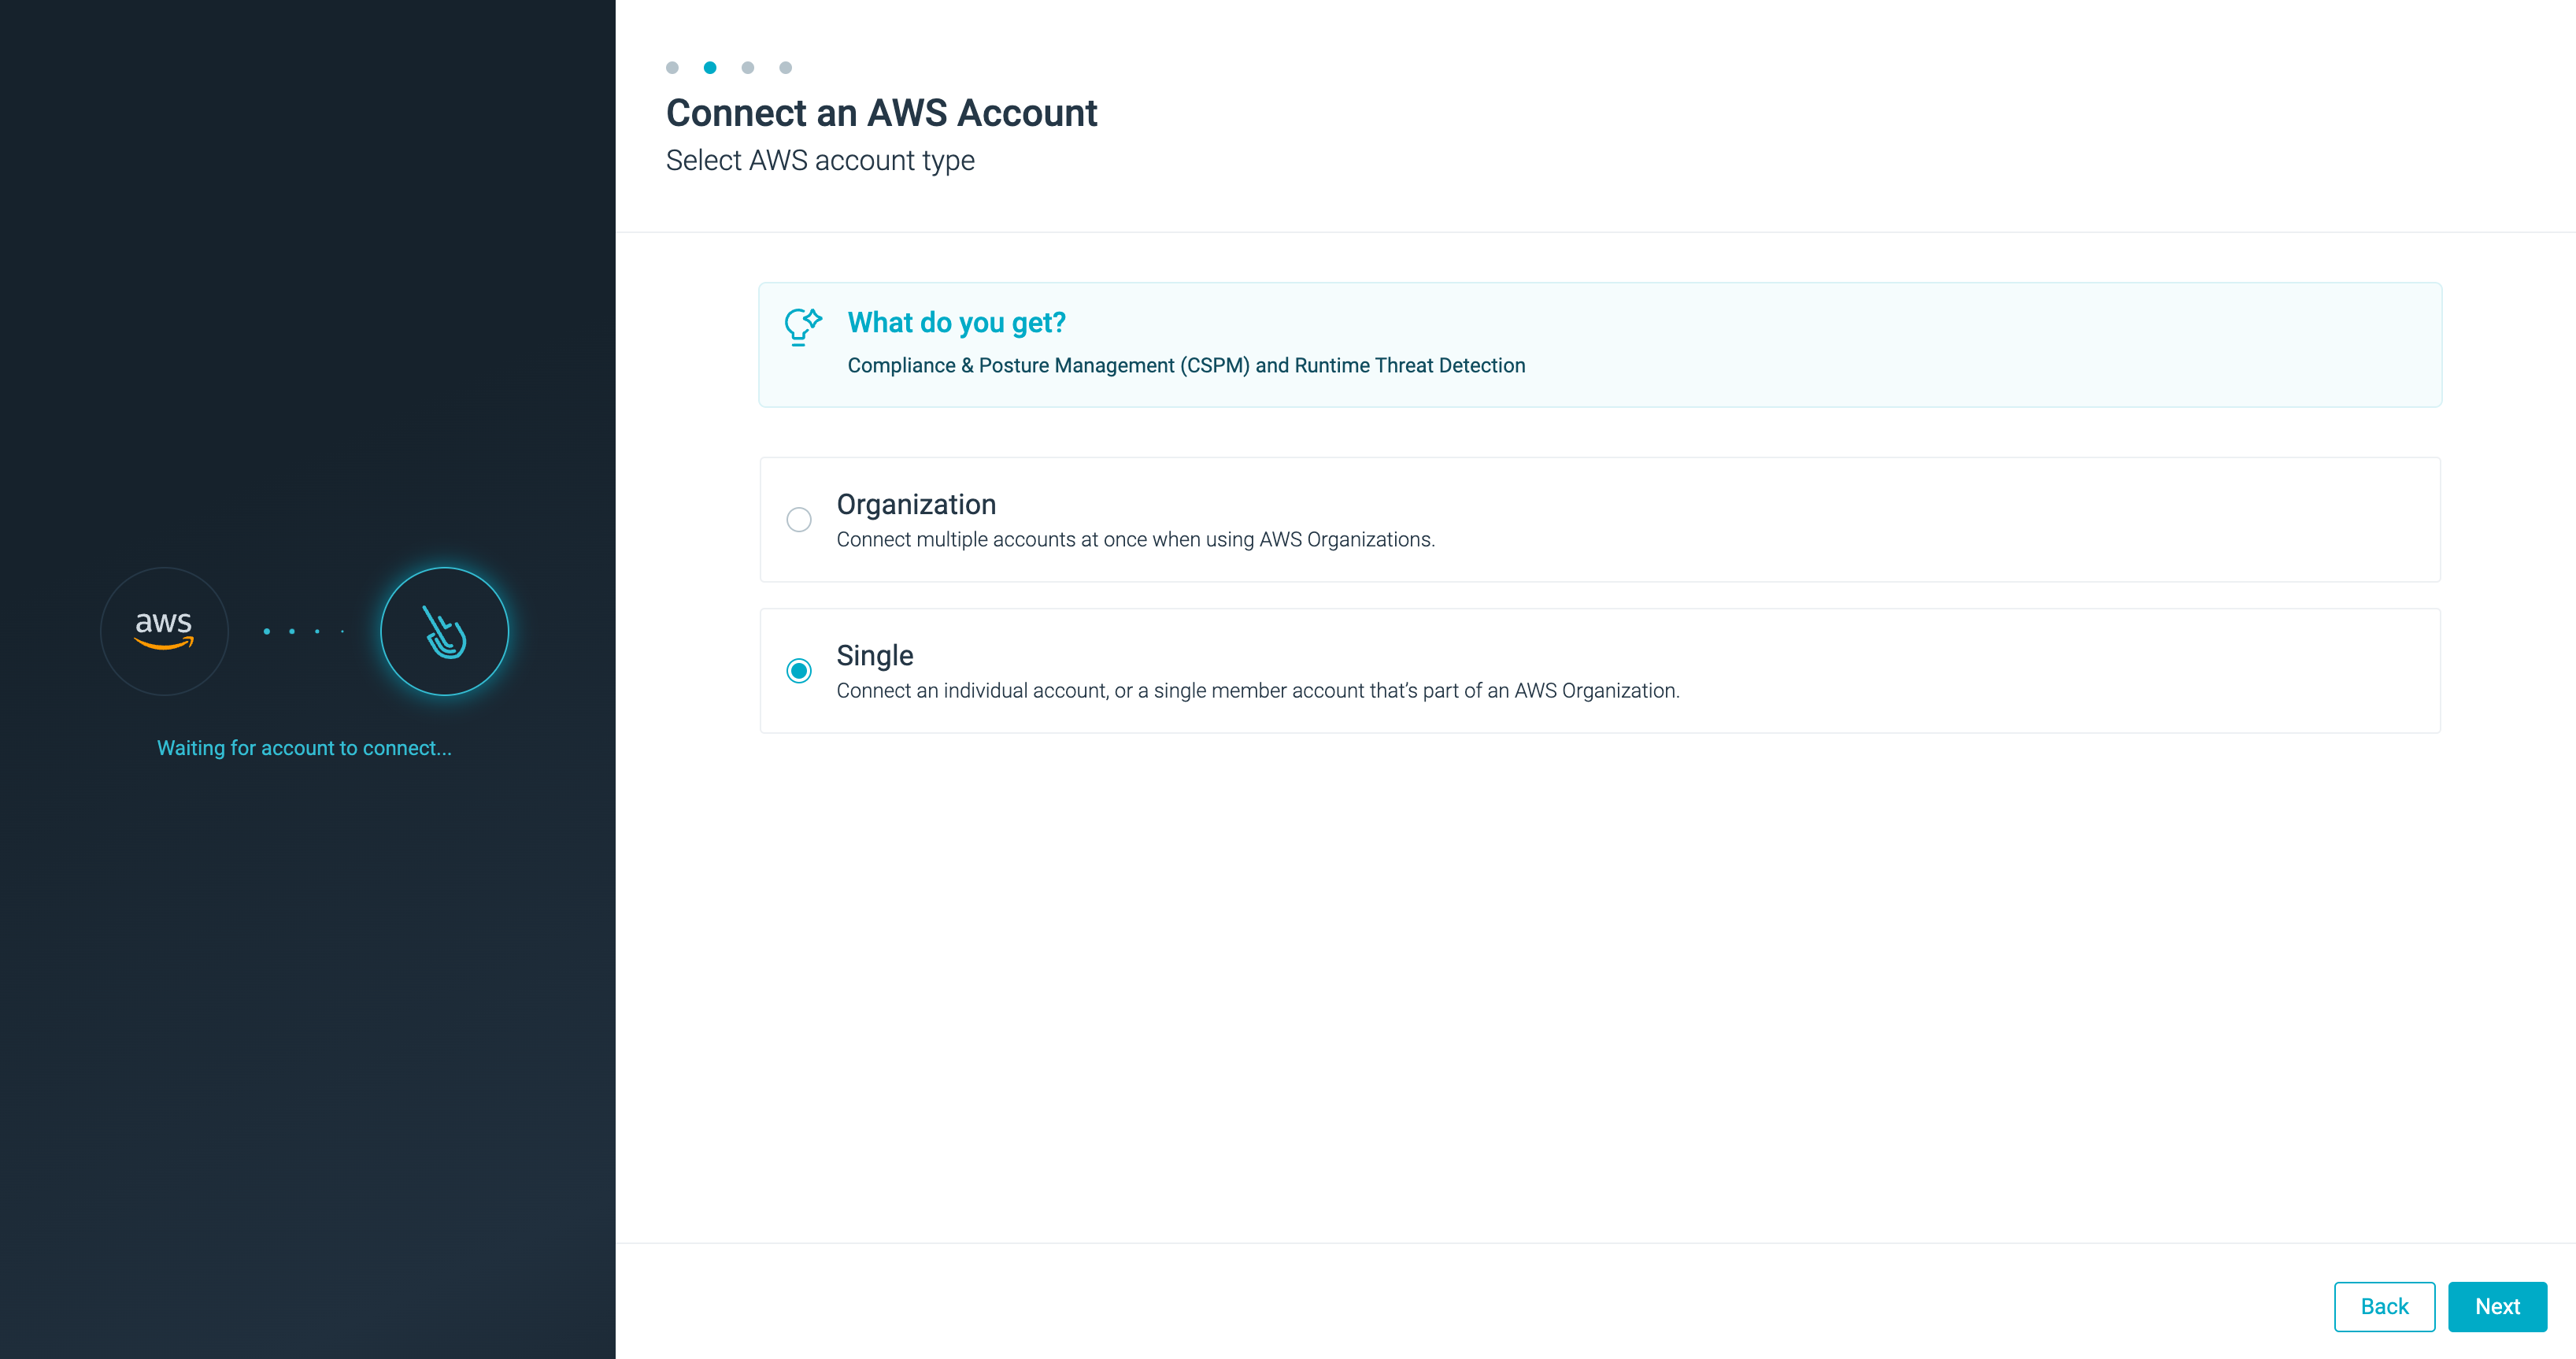 Connect an AWS Account
Select AWS account type
What do you get?
Compliance & Posture Management (CSPM) and Runtime Threat Detection
Organization
Connect multiple accounts at once when using AWS Organizations.
Single
Connect an individual account, or a single member account that’s part of an AWS Organization.
aws
Waiting for account to connect...
Back
Next